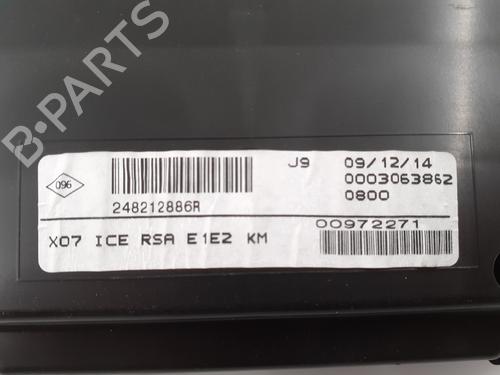 B-PARTS
096
248212886R
J9 09/12/14
0003063862
0800
X07 ICE RSA E1E2 KM
00972271